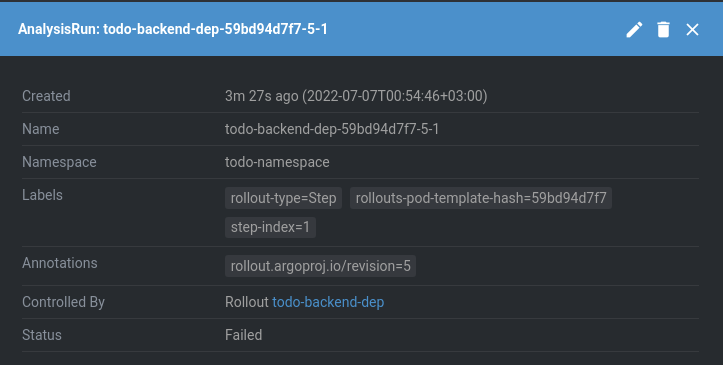 AnalysisRun: todo-backend-dep-59bd94d7f7-5-1
Created 3m 27s ago (2022-07-07T00:54:46+03:00)
Name todo-backend-dep-59bd94d7f7-5-1
Namespace todo-namespace
Labels rollout-type=Step rollouts-pod-template-hash=59bd94d7f7
step-index=1
Annotations rollout.argoproj.io/revision=5
Controlled By Rollout todo-backend-dep
Status Failed